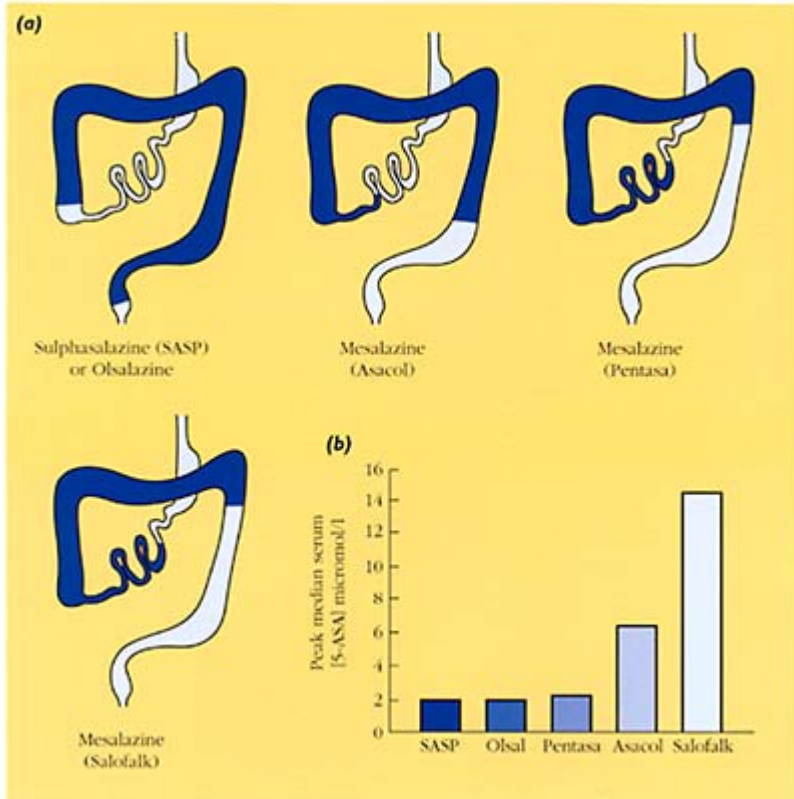 (a)
Sulphasalazine (SASP)
or Olsalazine
Mesalazine
(Asacol)
Mesalazine
(Pentasa)
Mesalazine
(Salofalk)
(b)
Peak median serum
[5-ASA] micromol/l
16
14
12
10
8
6
4
2
0
SASP
Olsal
Pentasa
Asacol
Salofalk